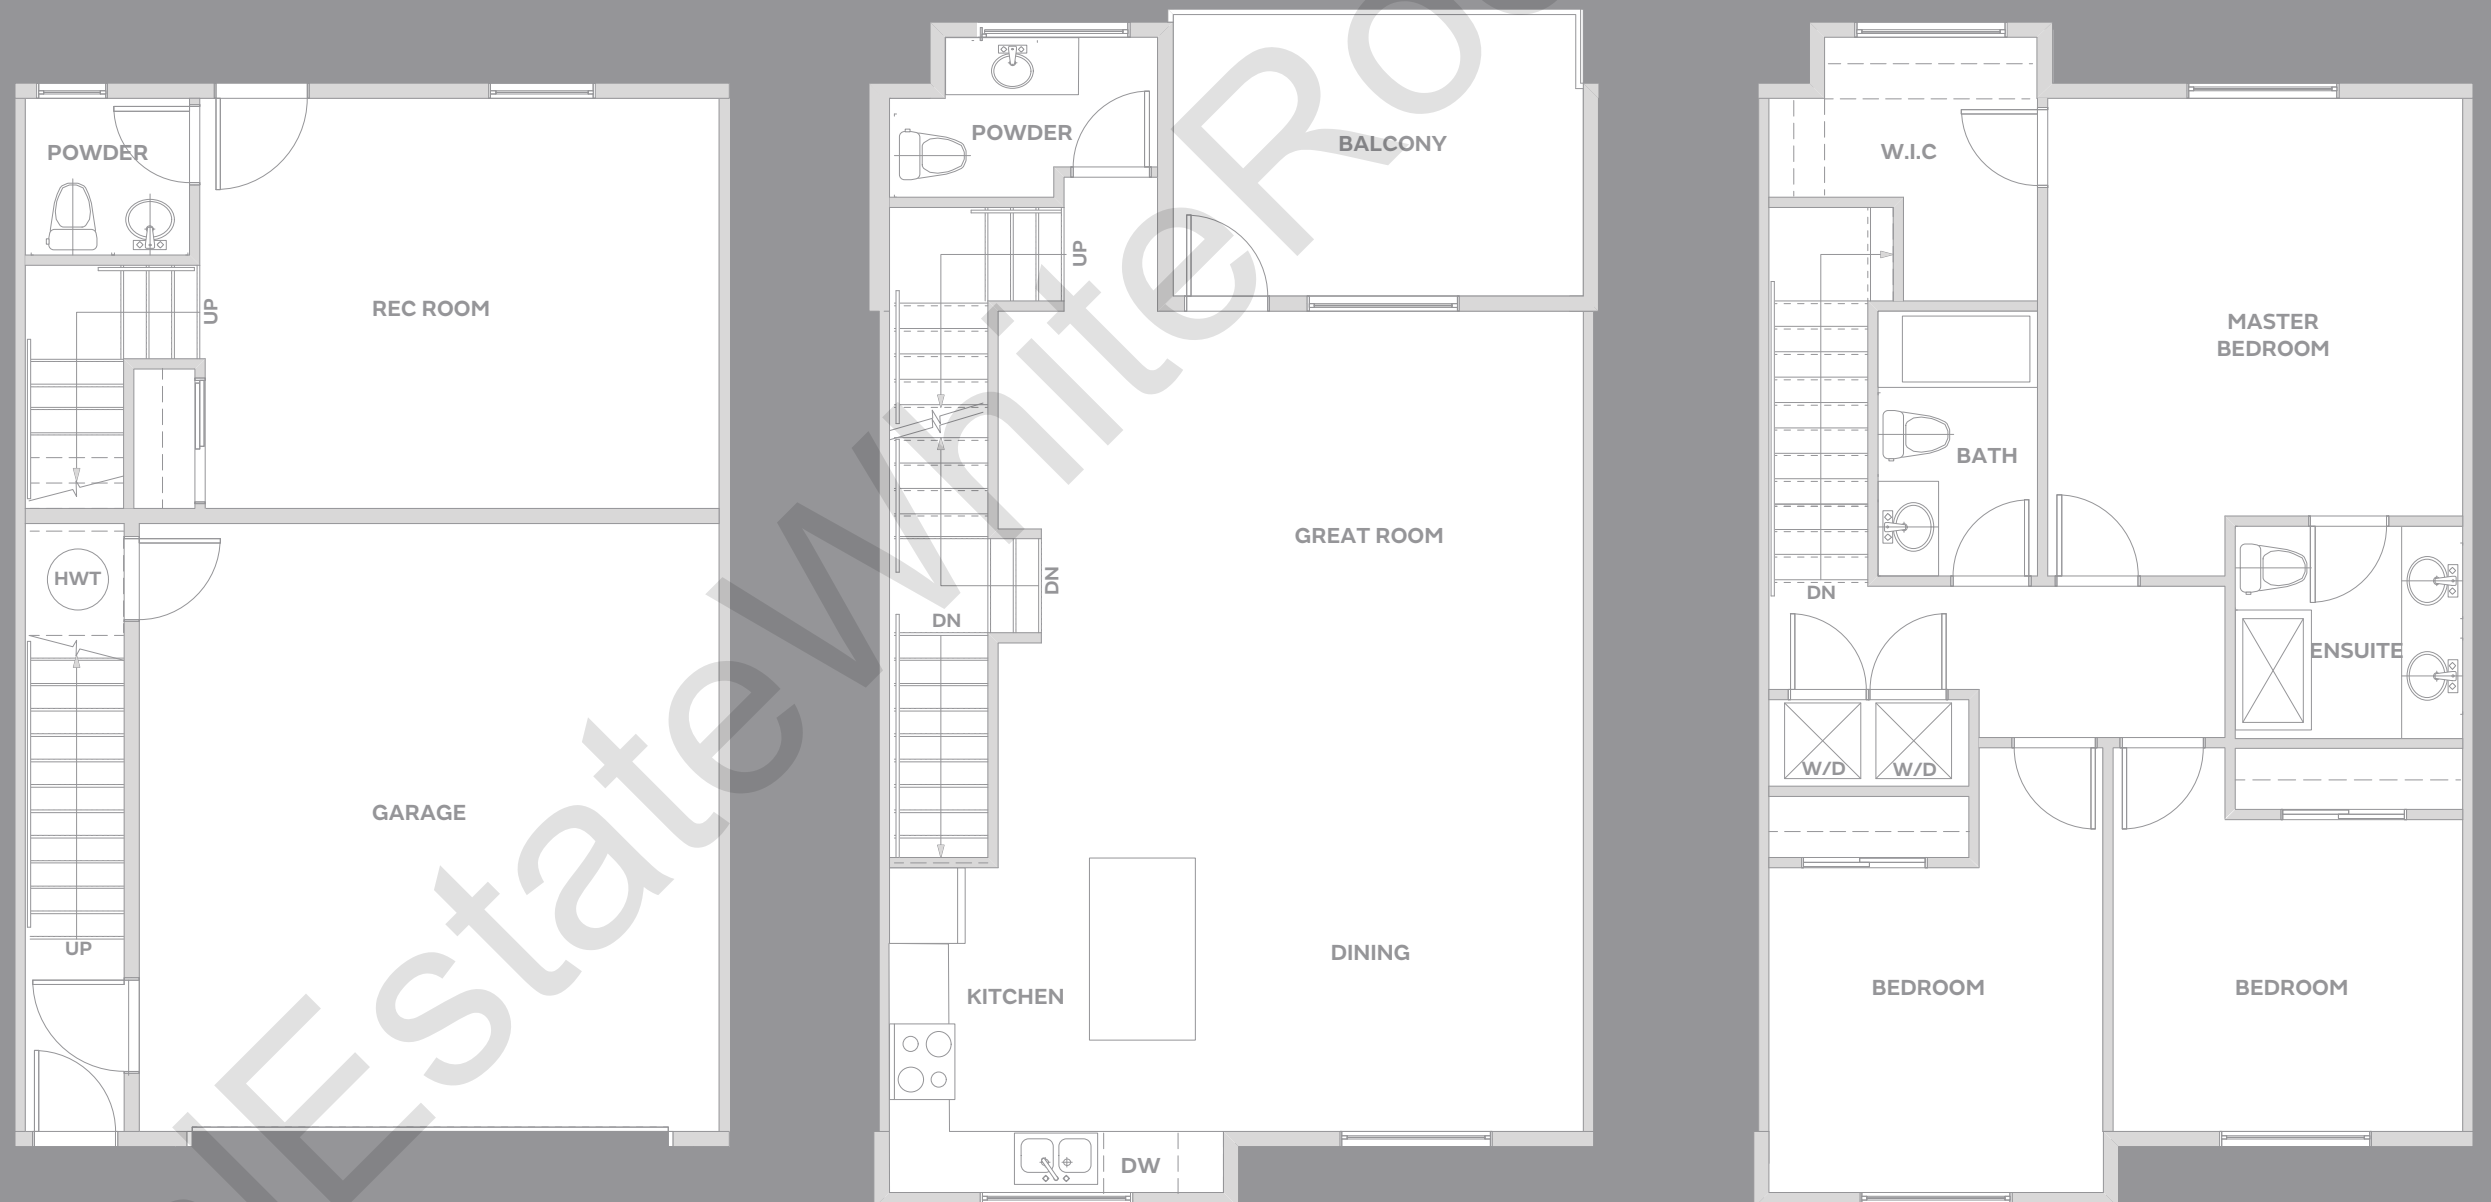 POWDER
REC ROOM
UP
HWT
GARAGE
UP
POWDER
BALCONY
UP
GREAT ROOM
DN
DN
DINING
KITCHEN
DW
W.I.C
MASTER
BEDROOM
BATH
DN
ENSUITE
W/D
W/D
BEDROOM
BEDROOM
EstateWhiteRo